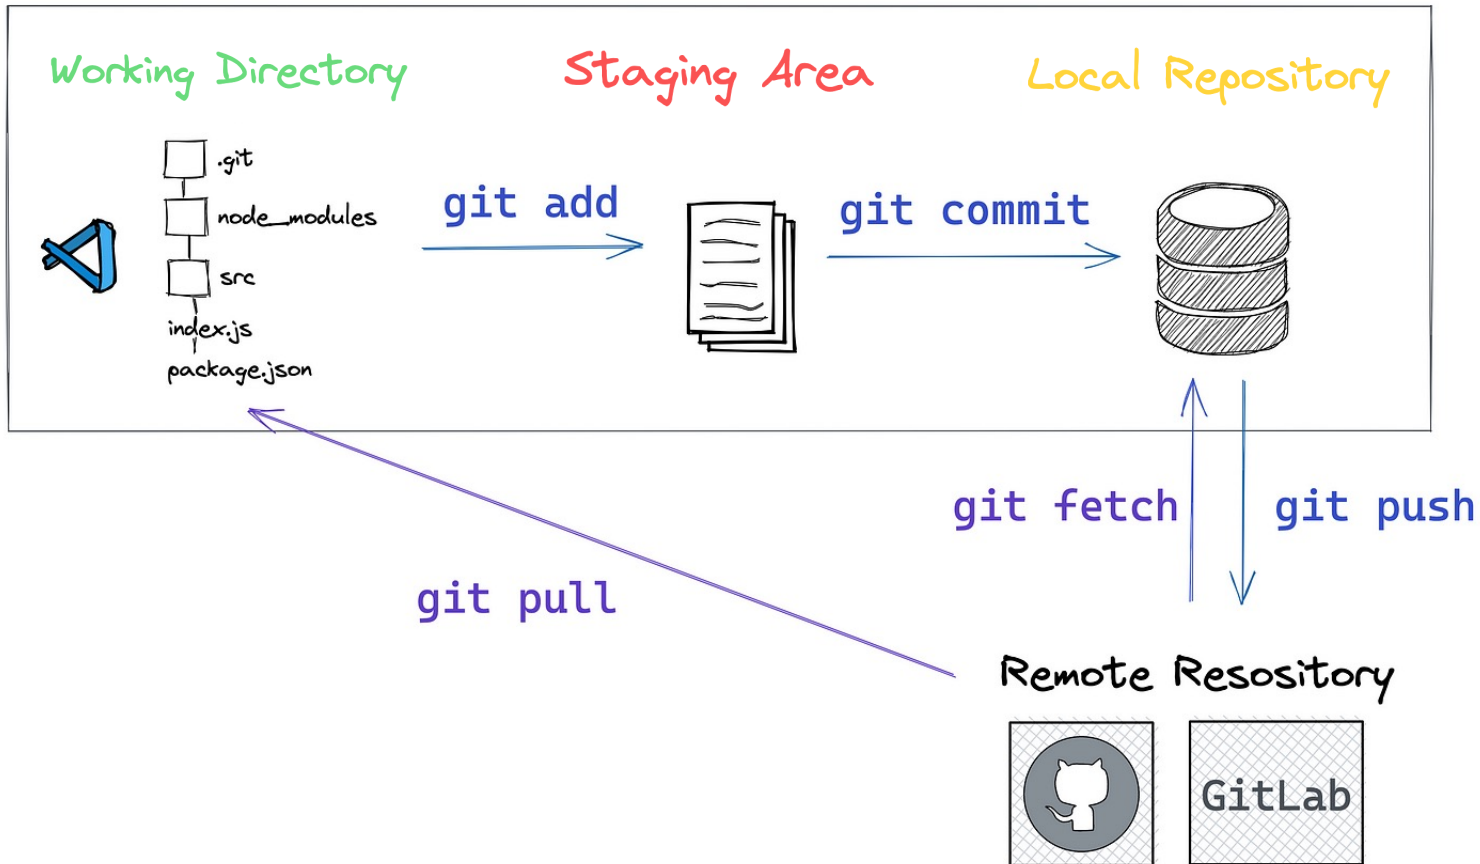 Working Directory
Staging Area
Local Repository
.git
node_modules
src
index.js
package.json
git add
git commit
git fetch
git push
git pull
Remote Resository
GitLab